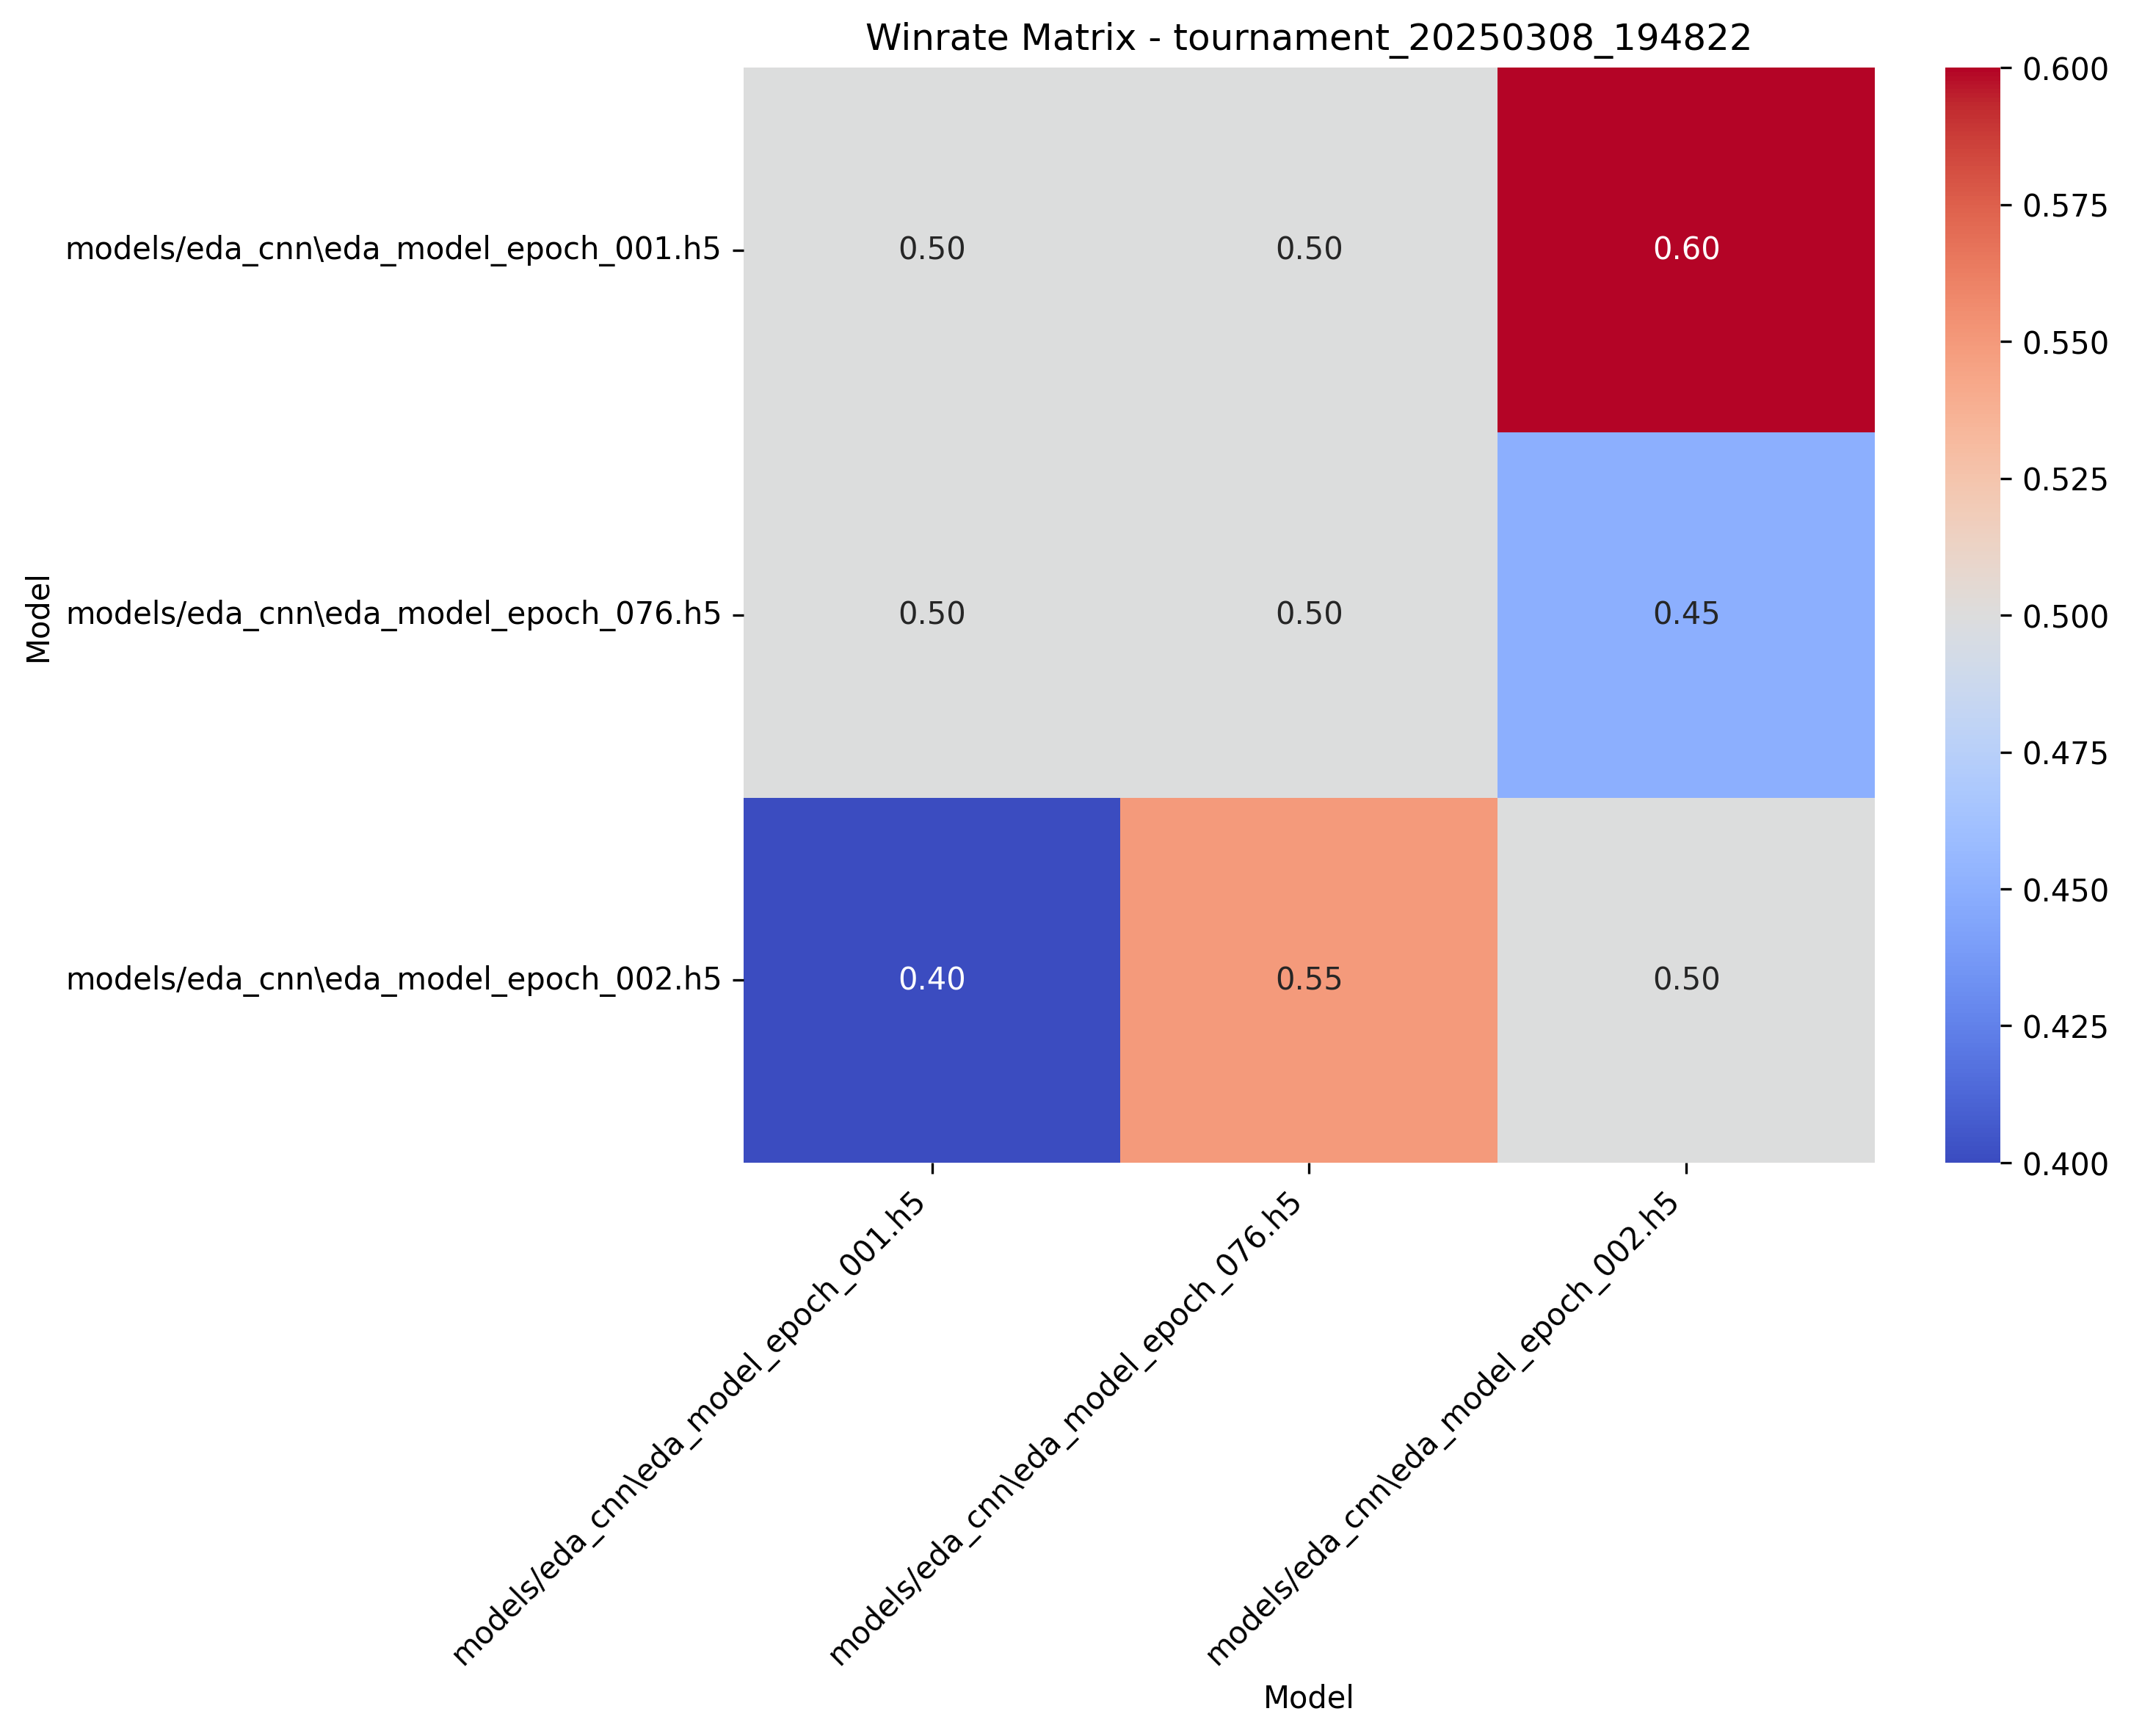 Winrate Matrix - tournament_20250308_194822
models/eda_cnn\eda_model_epoch_001.h5
0.50 0.50 0.60
models/eda_cnn\eda_model_epoch_076.h5
0.50 0.50 0.45
models/eda_cnn\eda_model_epoch_002.h5
0.40 0.55 0.50
Model
models/eda_cnn\eda_model_epoch_001.h5
models/eda_cnn\eda_model_epoch_076.h5
models/eda_cnn\eda_model_epoch_002.h5
Model
0.600
0.575
0.550
0.525
0.500
0.475
0.450
0.425
0.400